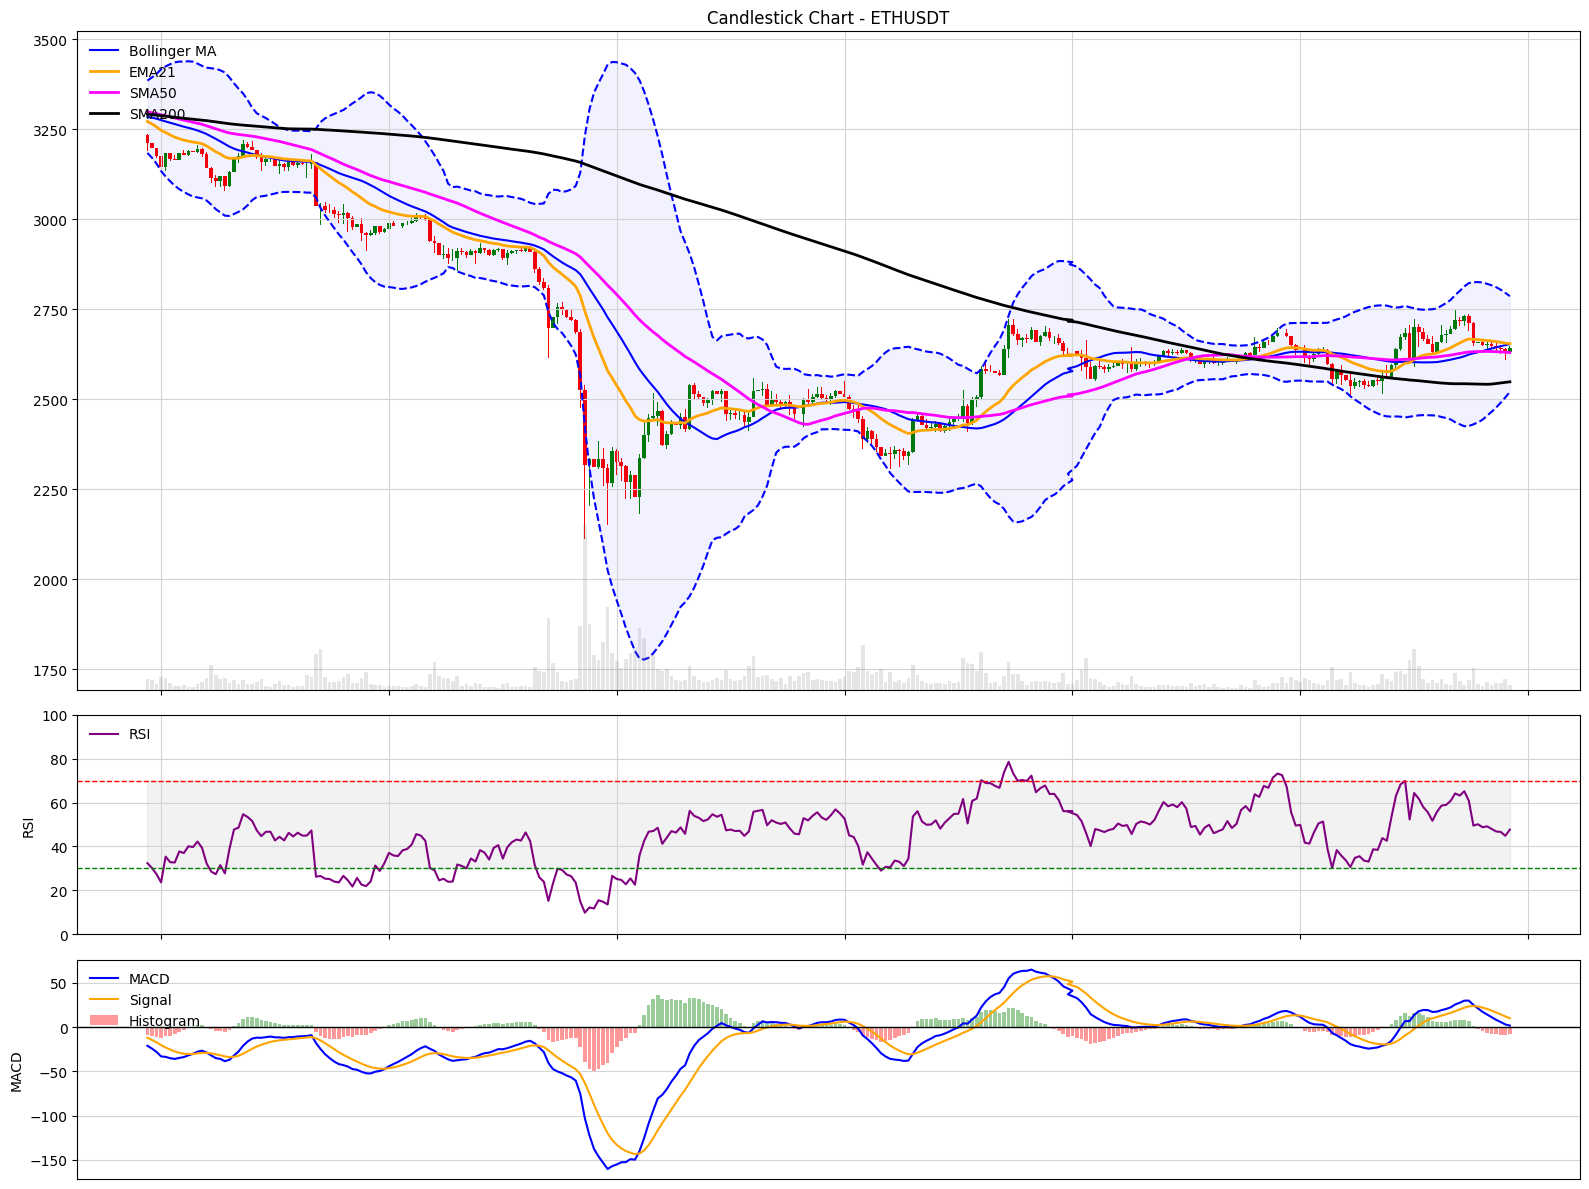 Candlestick Chart - ETHUSDT
3500
3250
3000
2750
2500
2250
2000
1750
Bollinger MA
EMA21
SMA50
SMA200
100
80
60
40
20
0
RSI
RSI
50
0
−50
−100
−150
MACD
MACD
Signal
Histogram